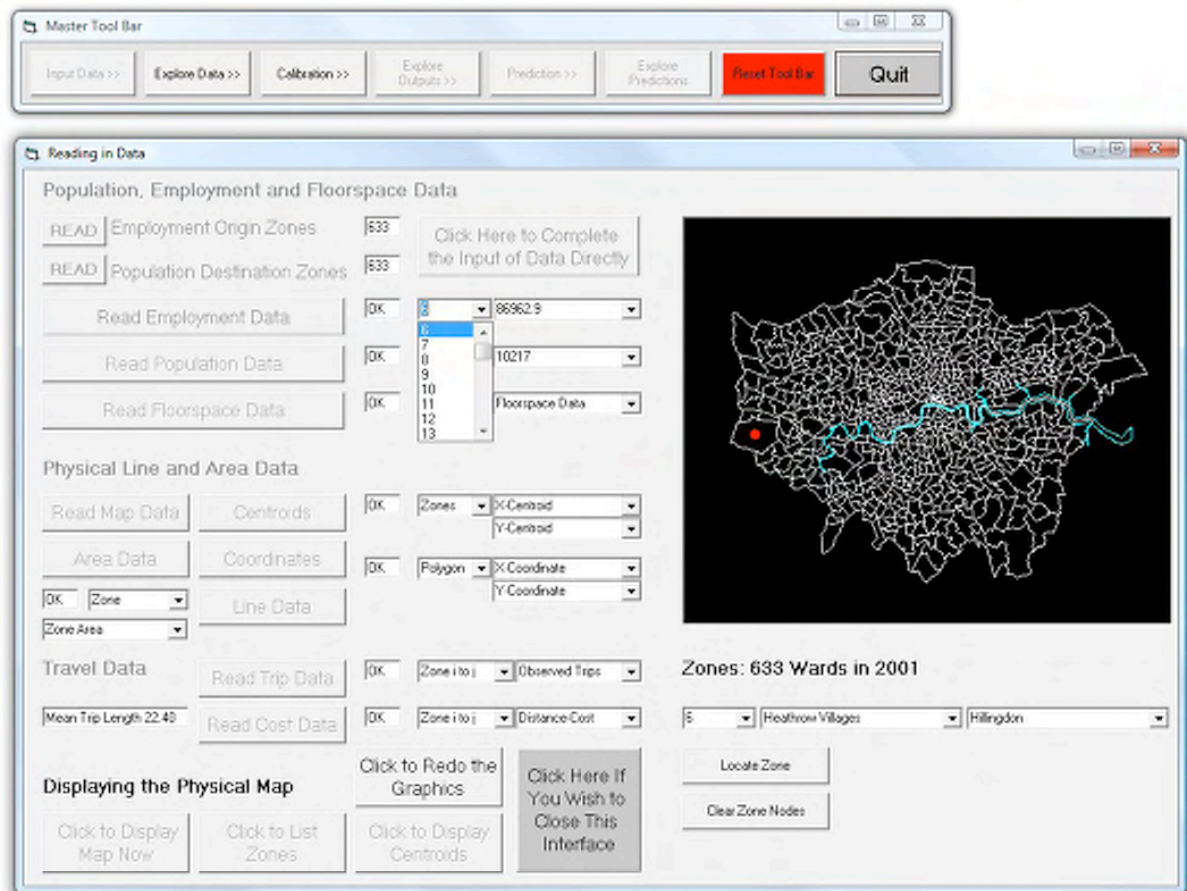 Master Tool Bar
Input Data >>
Explore Data >>
Calibration >>
Explore
Outputs >>
Prediction >>
Explore
Predictions
Reset Tool Bar
Quit
Reading in Data
Population, Employment and Floorspace Data
READ
Employment Origin Zones
633
Click Here to Complete
the Input of Data Directly
READ
Population Destination Zones
633
Read Employment Data
OK
6
86962.9
6
7
8
9
10
11
12
13
Read Population Data
OK
10217
Read Floorspace Data
OK
Floorspace Data
Physical Line and Area Data
Read Map Data
Centroids
OK
Zones
X-Centroid
Y-Centroid
Area Data
Coordinates
OK
Polygon
X-Coordinate
Y-Coordinate
OK
Zone
Line Data
Zone Area
Travel Data
Read Trip Data
OK
Zone i to j
Observed Trips
Mean Trip Length 22.40
Read Cost Data
OK
Zone i to j
Distance-Cost
Zones: 633 Wards in 2001
6
Heathrow Villages
Hillingdon
Locate Zone
Clear Zone Nodes
Displaying the Physical Map
Click to Redo the
Graphics
Click Here If
You Wish to
Close This
Interface
Click to Display
Map Now
Click to List
Zones
Click to Display
Centroids